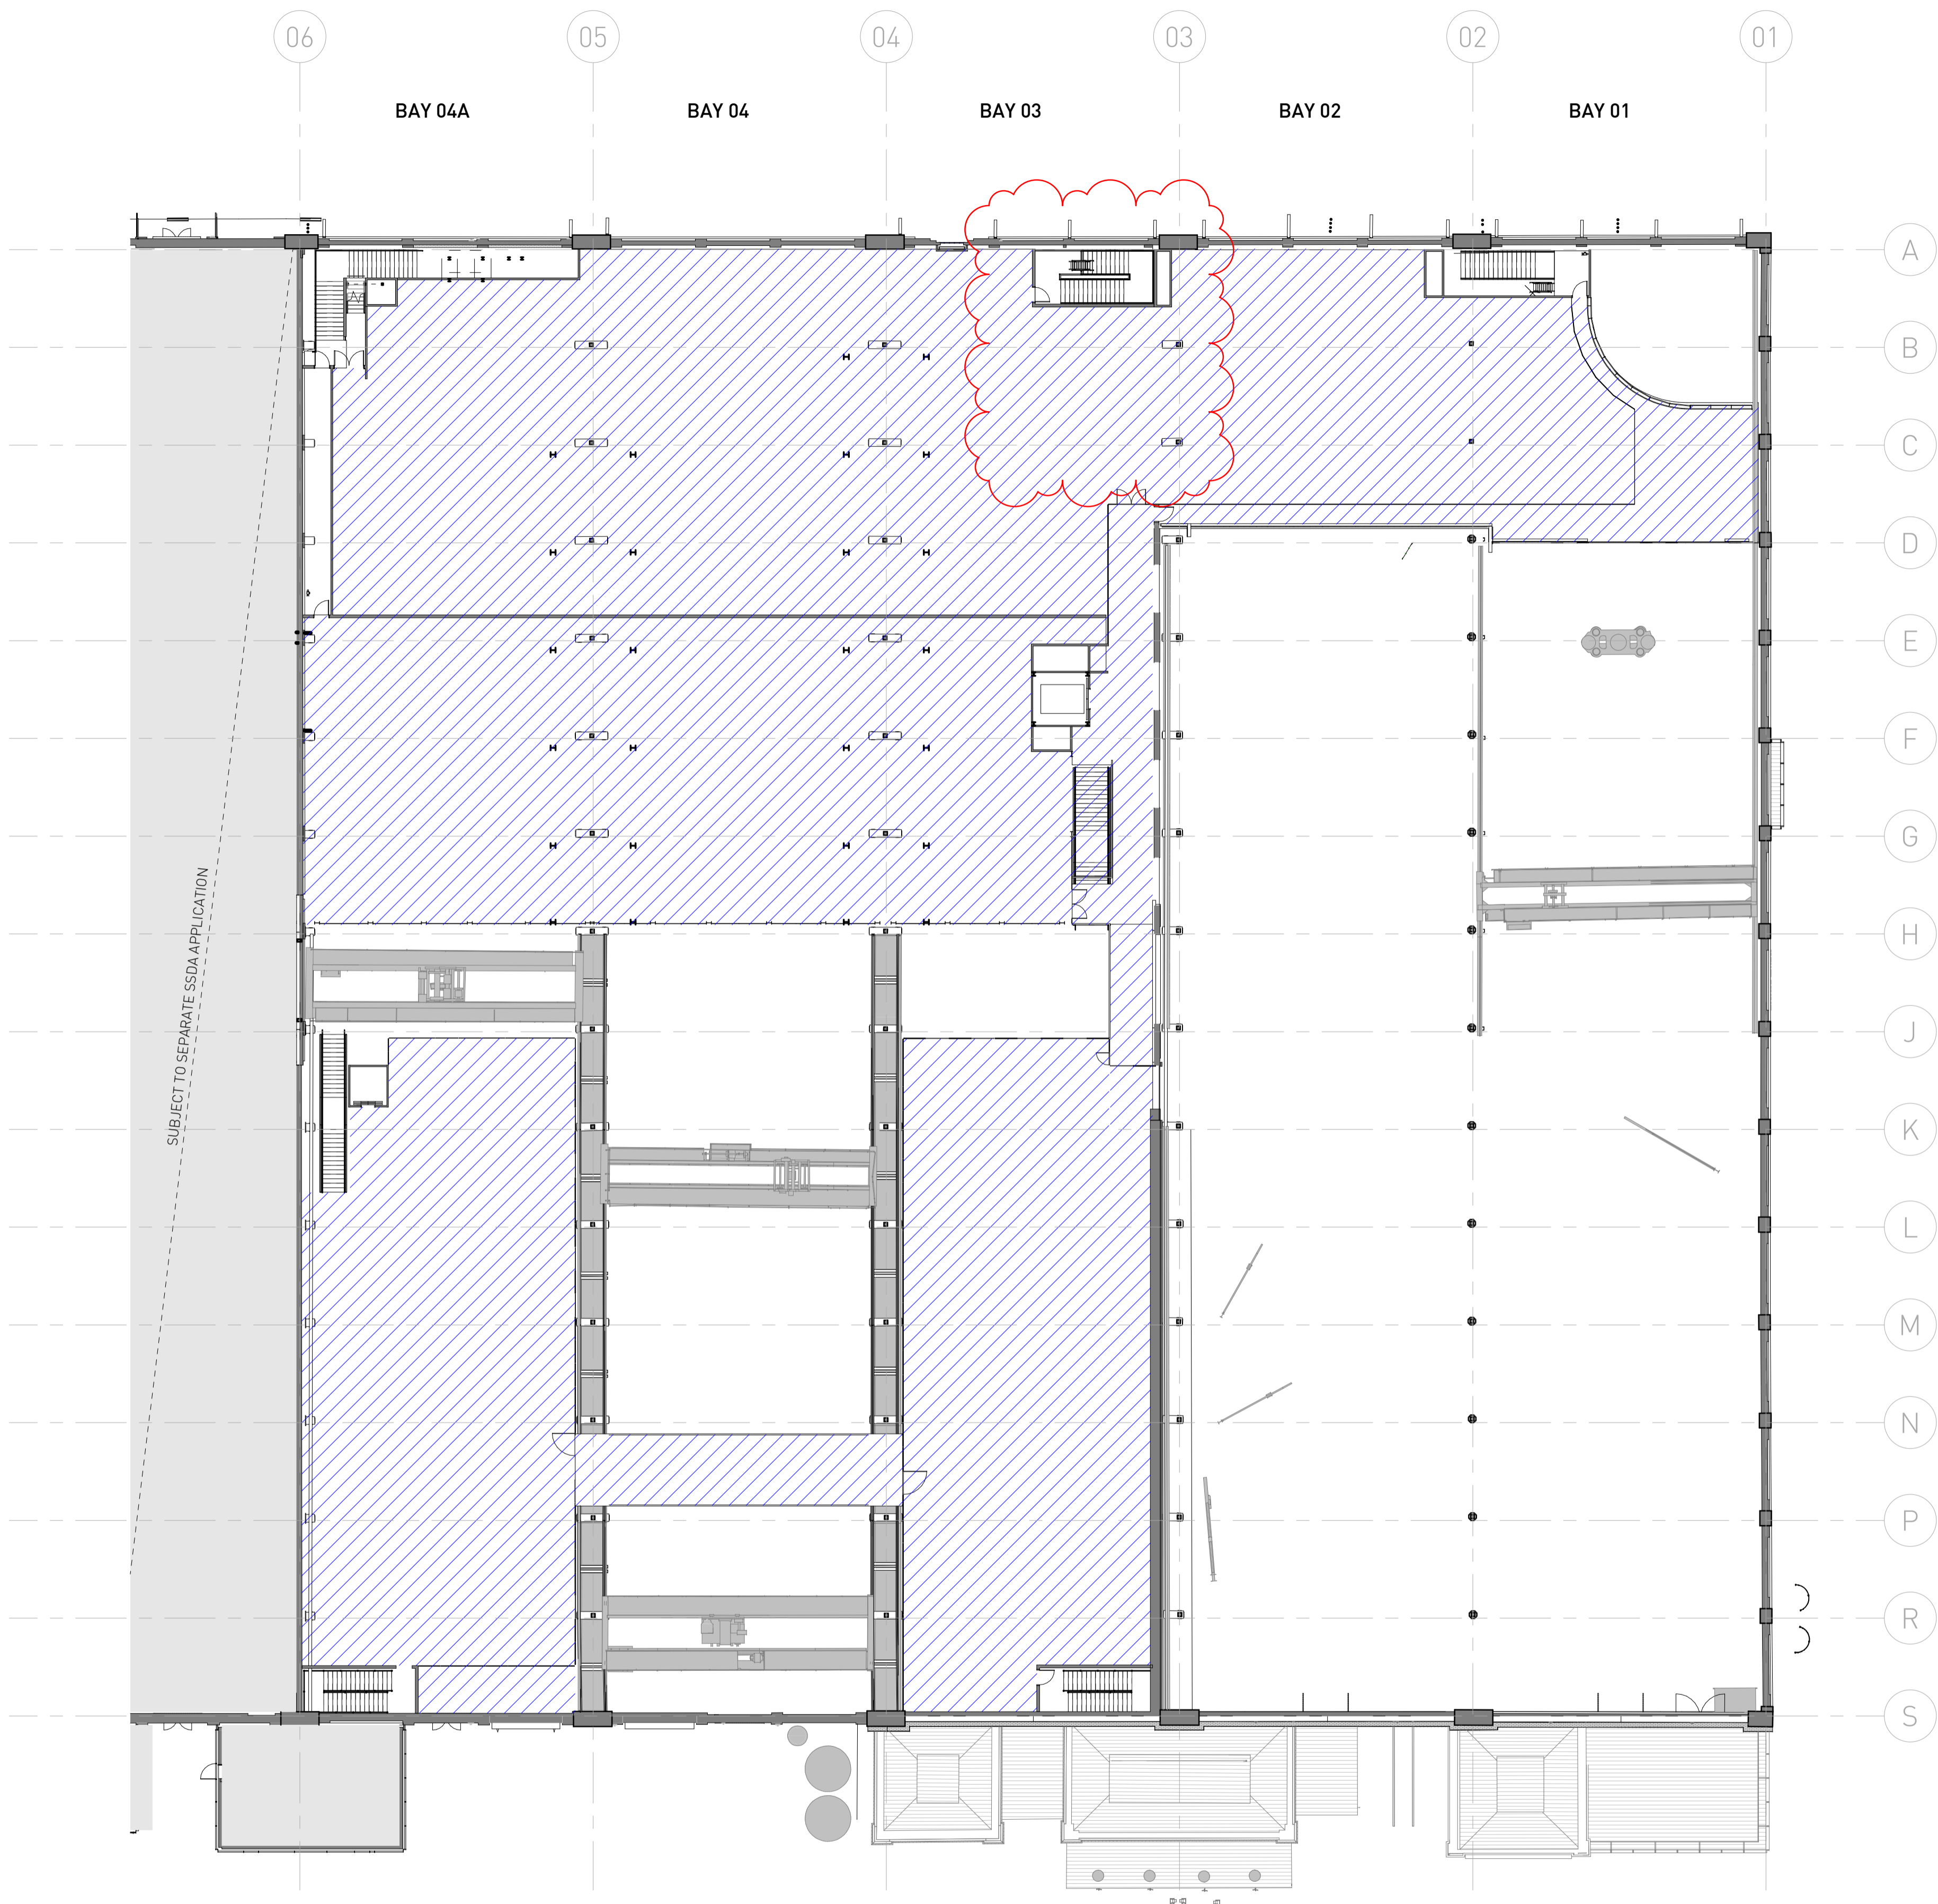 06 05 04 03 02 01
BAY 04A BAY 04 BAY 03 BAY 02 BAY 01
A
B
C
D
E
F
G
H
J
K
L
M
N
P
R
S
SUBJECT TO SEPARATE SSDA APPLICATION